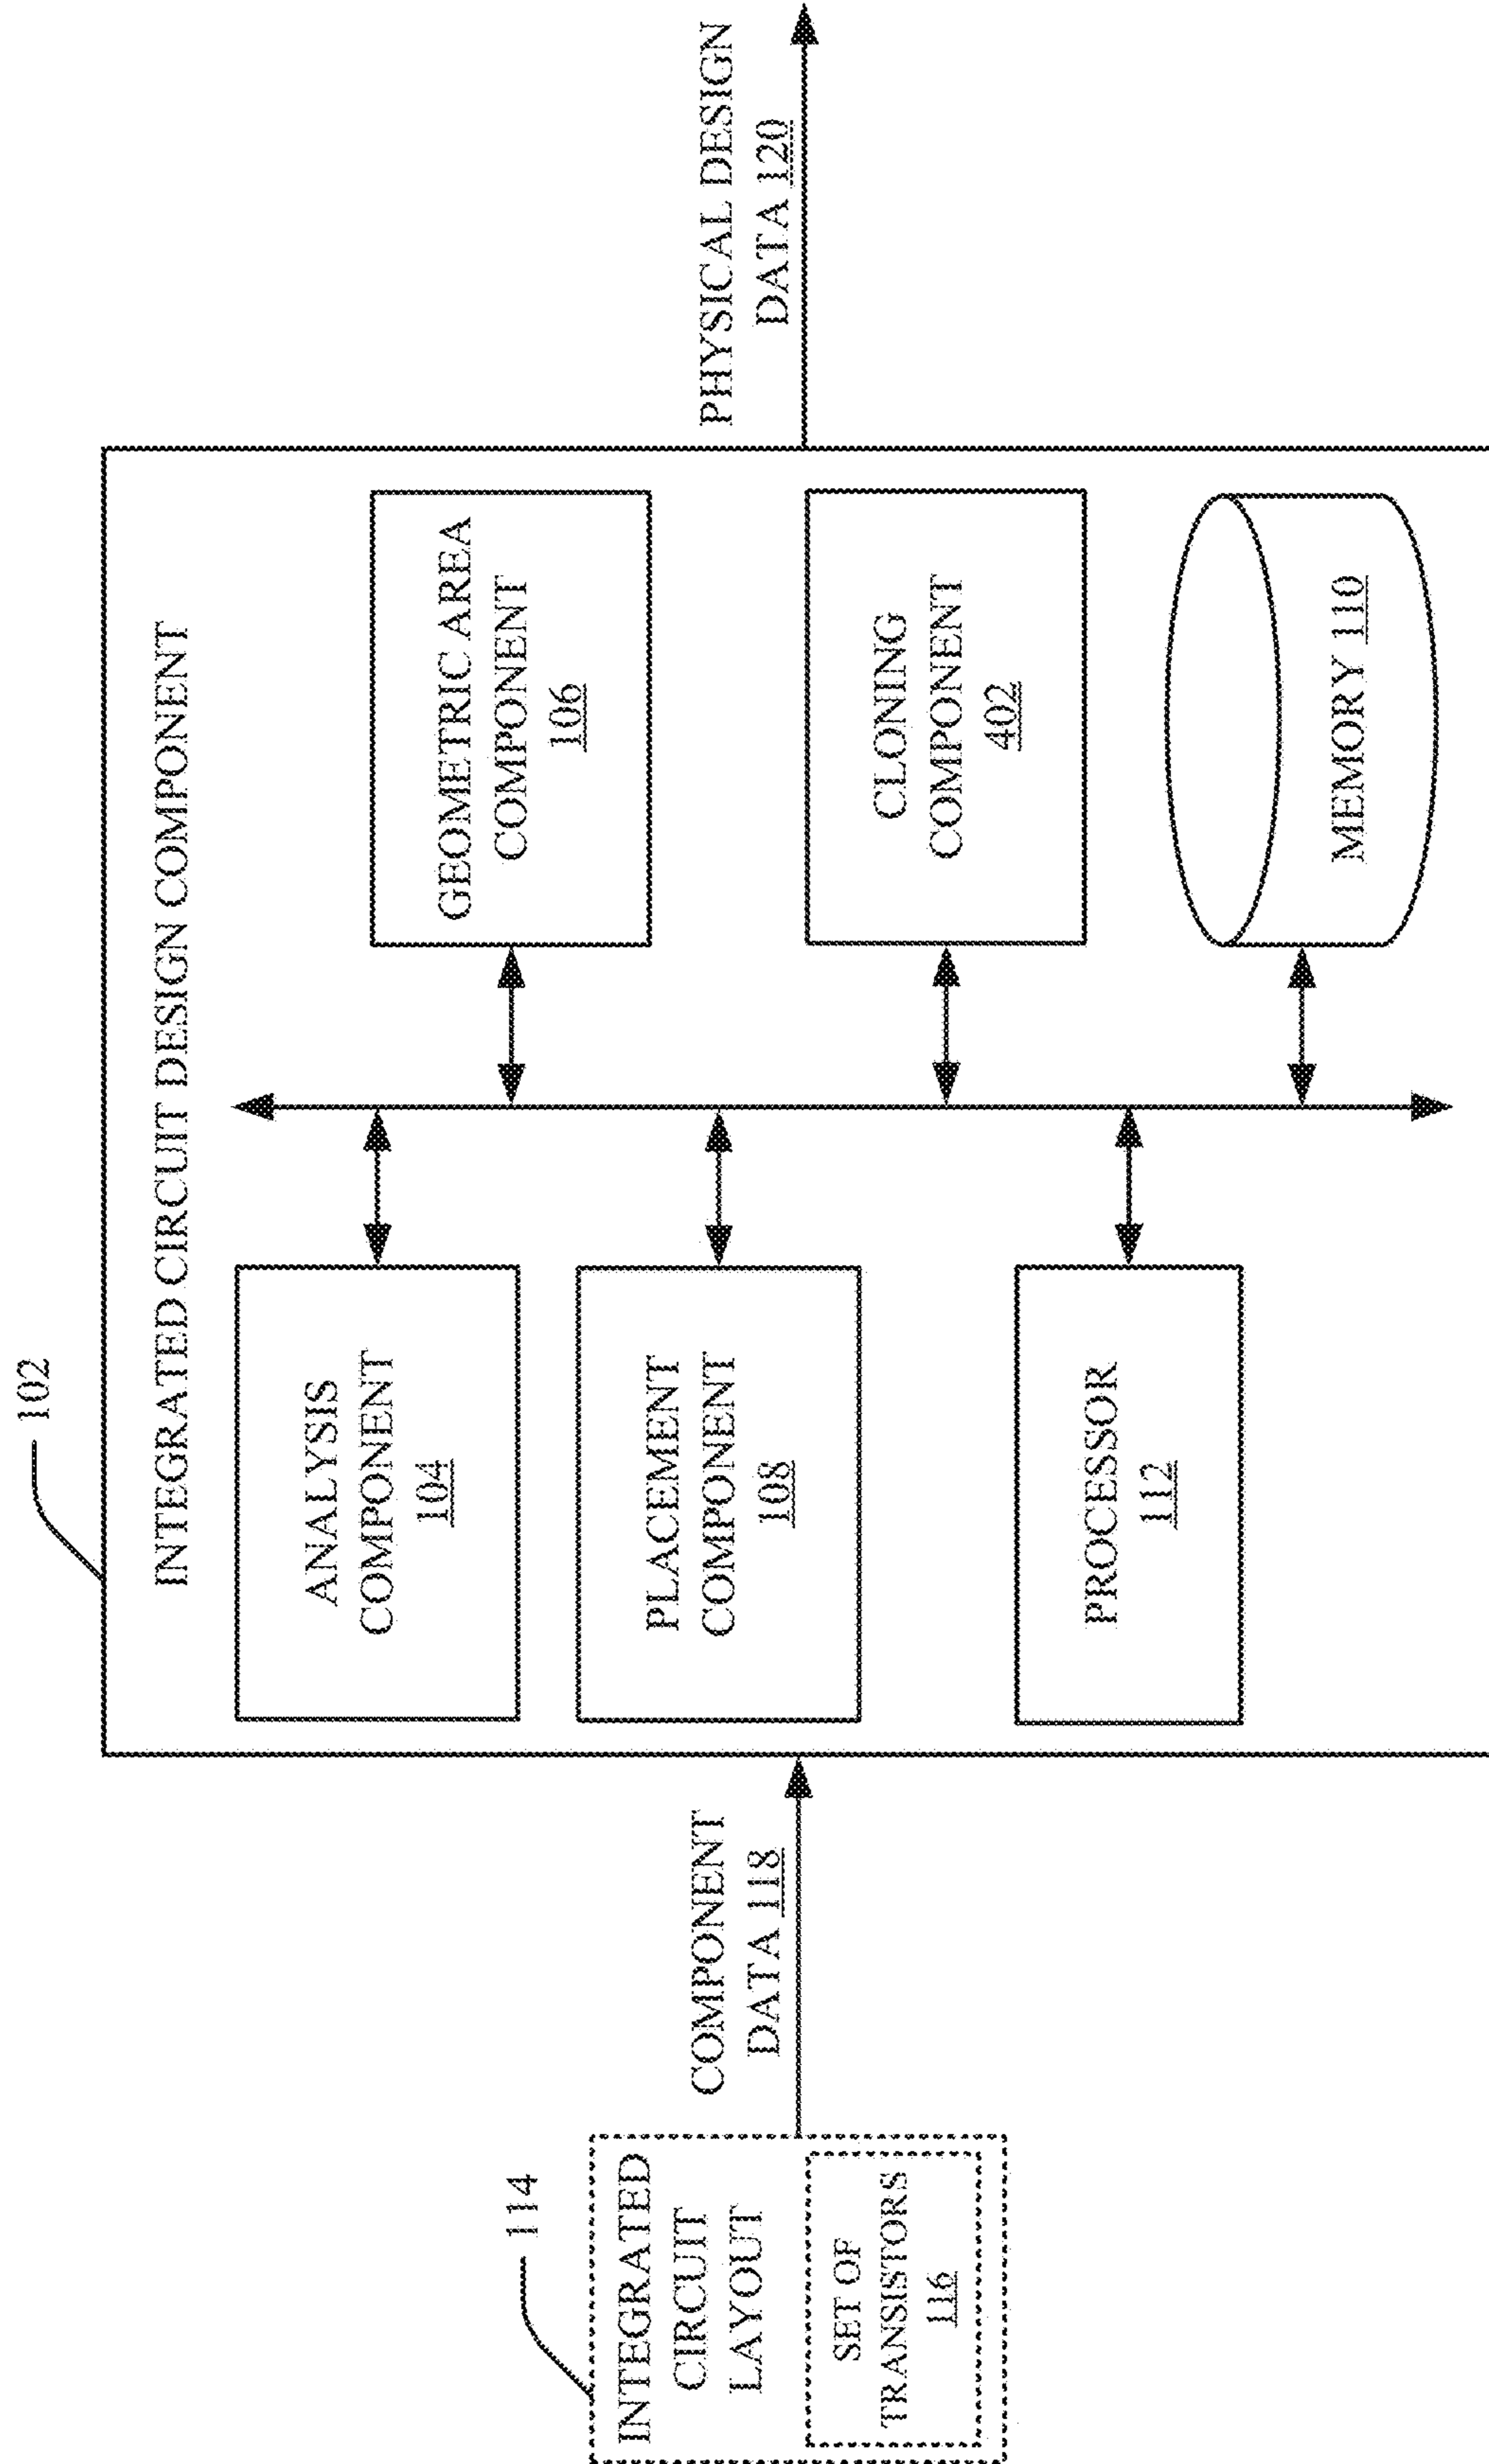 102
INTEGRATED CIRCUIT DESIGN COMPONENT
ANALYSIS
COMPONENT
104
GEOMETRIC AREA
COMPONENT
106
114
INTEGRATED
CIRCUIT
LAYOUT
SET OF
TRANSISTORS
116
COMPONENT
DATA 118
PLACEMENT
COMPONENT
108
CLONING
COMPONENT
402
PHYSICAL DESIGN
DATA 120
PROCESSOR
112
MEMORY 110